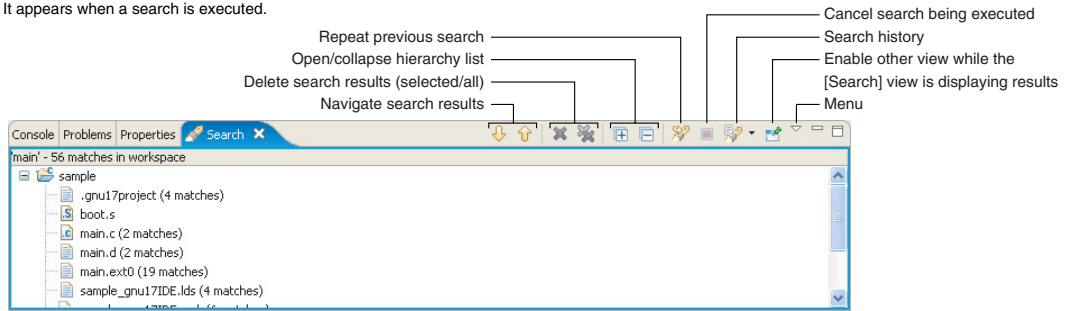 It appears when a search is executed.
Cancel search being executed
Repeat previous search
Search history
Open/collapse hierarchy list
Enable other view while the
[Search] view is displaying results
Delete search results (selected/all)
Navigate search results
Menu
Console Problems Properties Search
'main' - 56 matches in workspace
sample
.gnu17project (4 matches)
boot.s
main.c (2 matches)
main.d (2 matches)
main.ext0 (19 matches)
sample_gnu17IDE.lds (4 matches)